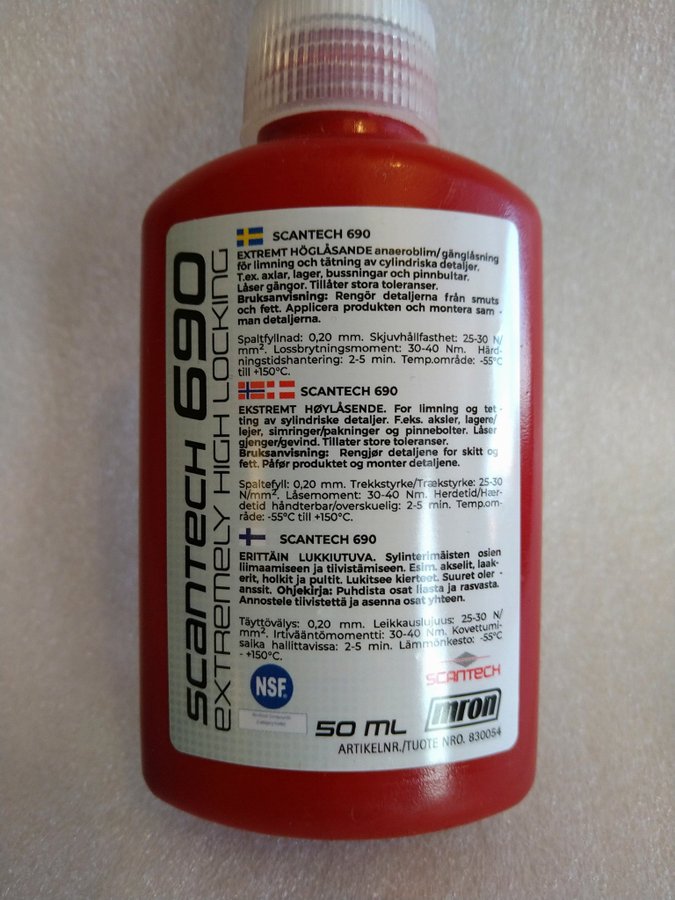 SCANTECH 690
EXTREMELY HIGH LOCKING
SCANTECH 690
EXTREMT HÖGLÅSANDE anaeroblim/gänglåsning
för limning och tätning av cylindriska detaljer.
T.ex. axlar, lager, bussningar och pinnbultar.
Låser gängor. Tillåter stora toleranser.
Bruksanvisning: Rengör detaljerna från smuts
och fett. Applicera produkten och montera sam -
man detaljerna.
Spaltfyllnad: 0,20 mm. Skjuvhållfasthet: 25-30 N/
mm². Lossbrytningsmoment: 30-40 Nm. Härd-
ningstidshantering: 2-5 min. Temp.område: -55°C
till +150°C.
SCANTECH 690
EKSTREMT HØYLÅSENDE. For limning og tet -
ting av sylindriske detaljer. F.eks. aksler, lagere/
lejer, simringer/pakninger og pinnebolter. Låser
gjenger/gevind. Tillater store toleranser.
Bruksanvisning: Rengjør detaljene for skitt og
fett. Påfør produktet og monter detaljene.
Spaltefyll: 0,20 mm. Trekkstyrke/Trækstyrke: 25-30
N/mm². Låsemoment: 30-40 Nm. Herdetid/Hær-
detid håndterbar/overskuelig: 2-5 min. Temp.om-
råde: -55°C till +150°C.
SCANTECH 690
ERITTÄIN LUKKIUTUVA. Sylinterimäisten osien
liimaamiseen ja tiivistämiseen. Esim. akselit, laak-
erit, holkit ja pultit. Lukitsee kierteet. Suuret toler -
anssit. Ohjekirja: Puhdista osat liasta ja rasvasta.
Annostele tiivistettä ja asenna osat yhteen.
Täyttövälys: 0,20 mm. Leikkauslujuus: 25-30 N/
mm². Irtivääntömomentti: 30-40 Nm. Kovettumi-
saika hallittavissa: 2-5 min. Lämmönkesto: -55°C
- +150°C.
SCANTECH
NSF.
50 ML
mron
ARTIKELNR./TUOTE NRO. 830054